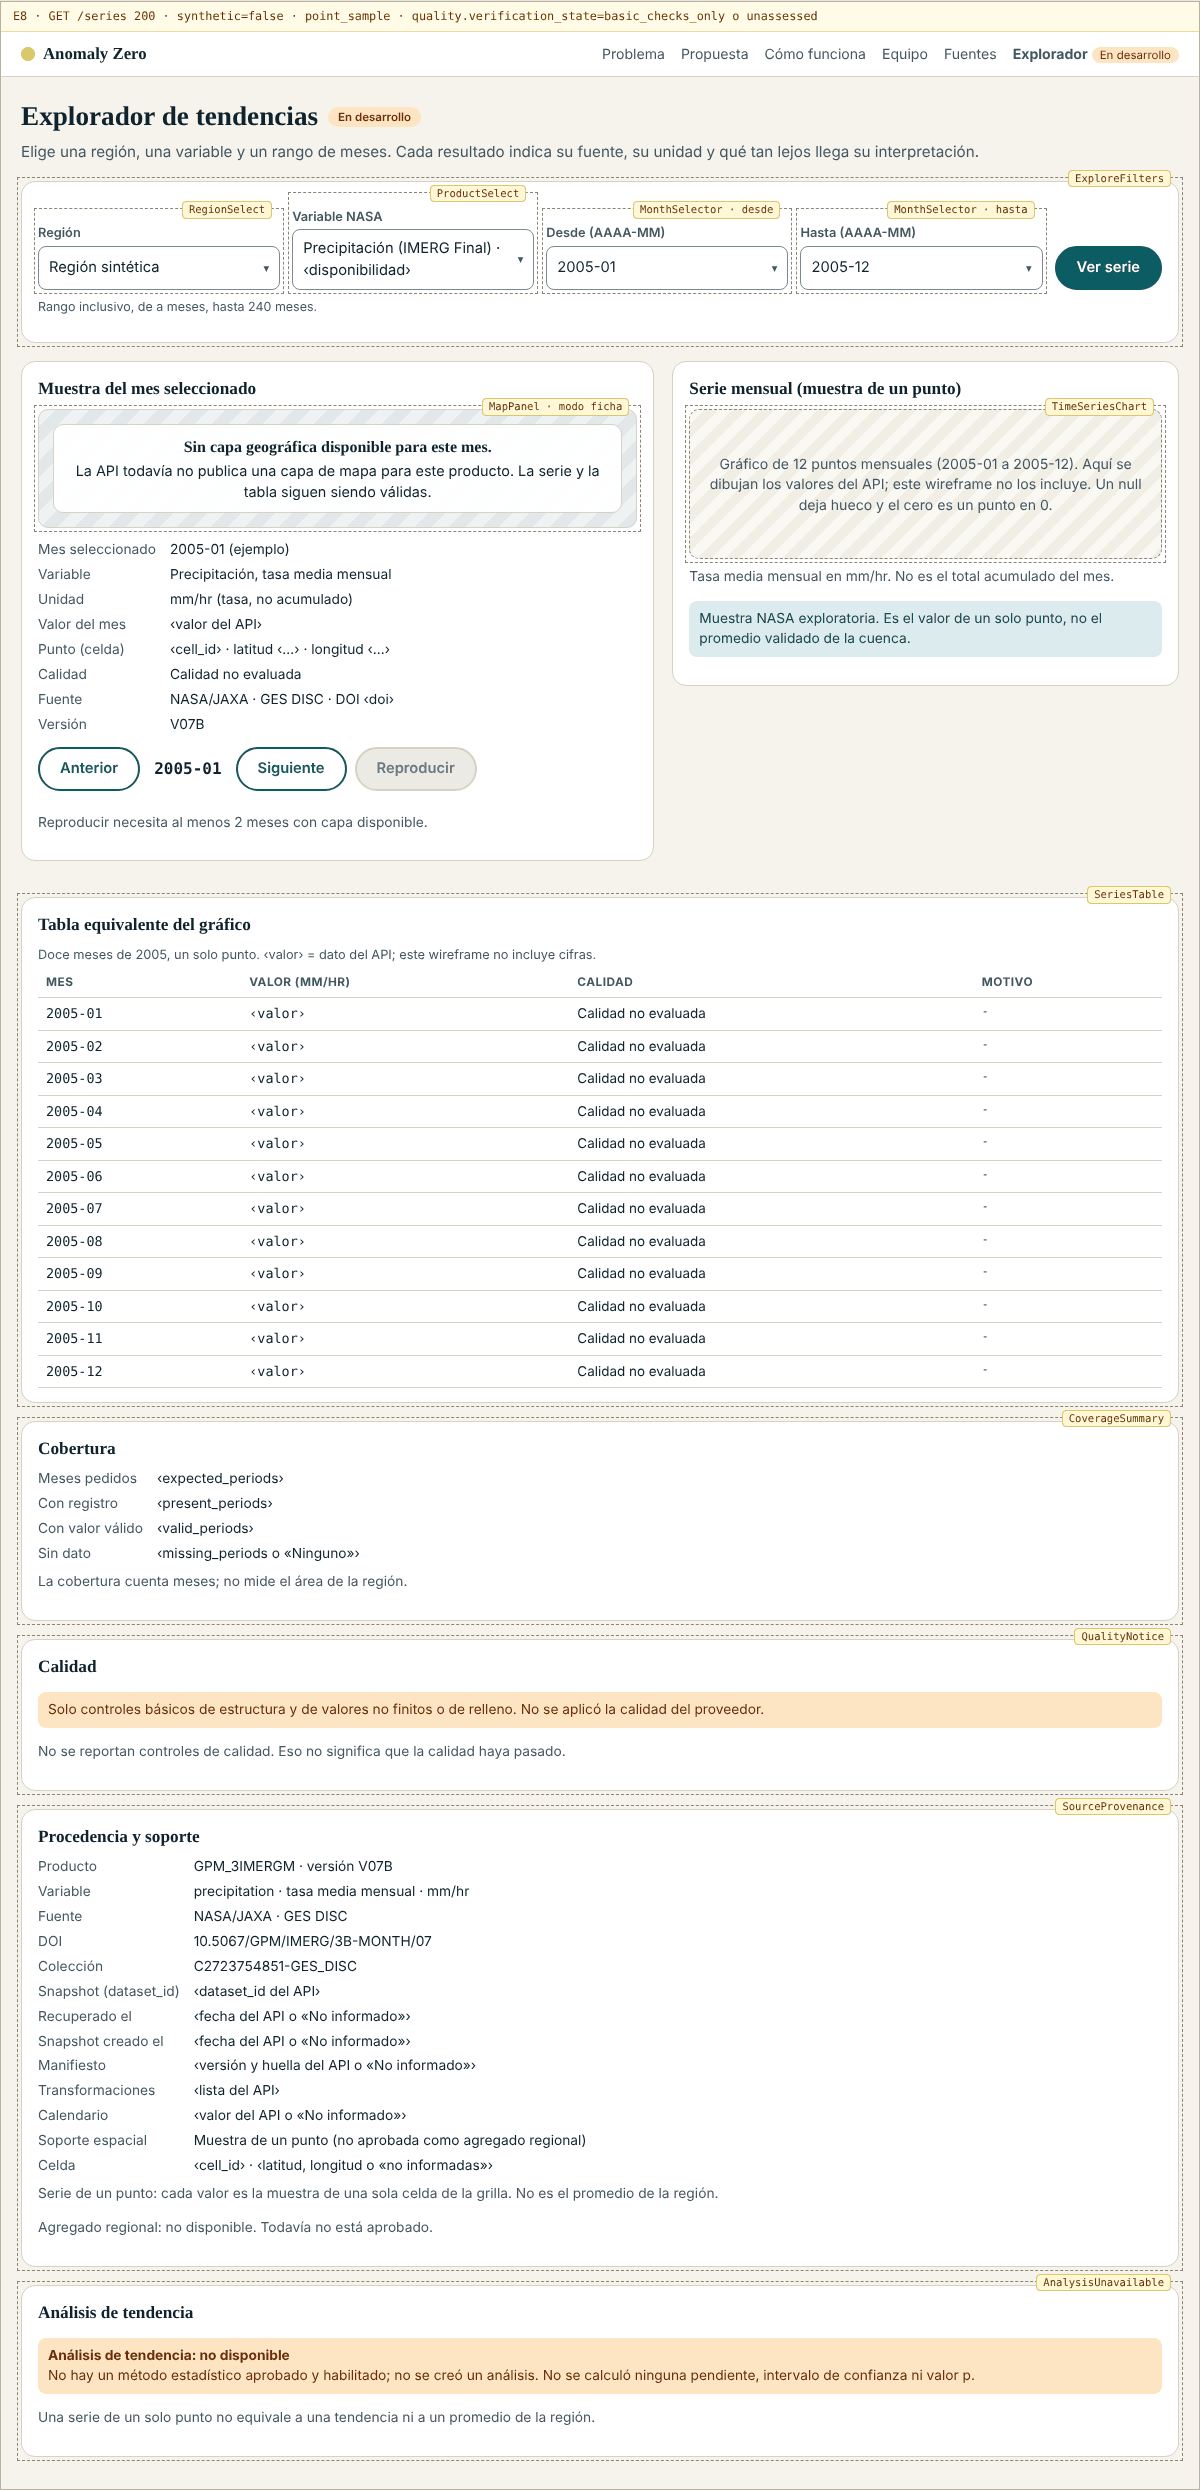 E8 · GET /series 200 · synthetic=false · point_sample · quality.verification_state=basic_checks_only o unassessed
Anomaly Zero
Problema Propuesta Cómo funciona Equipo Fuentes Explorador En desarrollo
Explorador de tendencias En desarrollo
Elige una región, una variable y un rango de meses. Cada resultado indica su fuente, su unidad y qué tan lejos llega su interpretación.
ExploreFilters
RegionSelect
Región
Región sintética ▾
ProductSelect
Variable NASA
Precipitación (IMERG Final) ·
‹disponibilidad› ▾
MonthSelector · desde
Desde (AAAA-MM)
2005-01 ▾
MonthSelector · hasta
Hasta (AAAA-MM)
2005-12 ▾
Ver serie
Rango inclusivo, de a meses, hasta 240 meses.
Muestra del mes seleccionado
MapPanel · modo ficha
Sin capa geográfica disponible para este mes.
La API todavía no publica una capa de mapa para este producto. La serie y la
tabla siguen siendo válidas.
Mes seleccionado 2005-01 (ejemplo)
Variable Precipitación, tasa media mensual
Unidad mm/hr (tasa, no acumulado)
Valor del mes ‹valor del API›
Punto (celda) ‹cell_id› · latitud ‹…› · longitud ‹…›
Calidad Calidad no evaluada
Fuente NASA/JAXA · GES DISC · DOI ‹doi›
Versión V07B
Anterior 2005-01 Siguiente Reproducir
Reproducir necesita al menos 2 meses con capa disponible.
Serie mensual (muestra de un punto)
TimeSeriesChart
Gráfico de 12 puntos mensuales (2005-01 a 2005-12). Aquí se
dibujan los valores del API; este wireframe no los incluye. Un null
deja hueco y el cero es un punto en 0.
Tasa media mensual en mm/hr. No es el total acumulado del mes.
Muestra NASA exploratoria. Es el valor de un solo punto, no el
promedio validado de la cuenca.
SeriesTable
Tabla equivalente del gráfico
Doce meses de 2005, un solo punto. ‹valor› = dato del API; este wireframe no incluye cifras.
MES VALOR (MM/HR) CALIDAD MOTIVO
2005-01 ‹valor› Calidad no evaluada -
2005-02 ‹valor› Calidad no evaluada -
2005-03 ‹valor› Calidad no evaluada -
2005-04 ‹valor› Calidad no evaluada -
2005-05 ‹valor› Calidad no evaluada -
2005-06 ‹valor› Calidad no evaluada -
2005-07 ‹valor› Calidad no evaluada -
2005-08 ‹valor› Calidad no evaluada -
2005-09 ‹valor› Calidad no evaluada -
2005-10 ‹valor› Calidad no evaluada -
2005-11 ‹valor› Calidad no evaluada -
2005-12 ‹valor› Calidad no evaluada -
CoverageSummary
Cobertura
Meses pedidos ‹expected_periods›
Con registro ‹present_periods›
Con valor válido ‹valid_periods›
Sin dato ‹missing_periods o «Ninguno»›
La cobertura cuenta meses; no mide el área de la región.
QualityNotice
Calidad
Solo controles básicos de estructura y de valores no finitos o de relleno. No se aplicó la calidad del proveedor.
No se reportan controles de calidad. Eso no significa que la calidad haya pasado.
SourceProvenance
Procedencia y soporte
Producto GPM_3IMERGM · versión V07B
Variable precipitation · tasa media mensual · mm/hr
Fuente NASA/JAXA · GES DISC
DOI 10.5067/GPM/IMERG/3B-MONTH/07
Colección C2723754851-GES_DISC
Snapshot (dataset_id) ‹dataset_id del API›
Recuperado el ‹fecha del API o «No informado»›
Snapshot creado el ‹fecha del API o «No informado»›
Manifiesto ‹versión y huella del API o «No informado»›
Transformaciones ‹lista del API›
Calendario ‹valor del API o «No informado»›
Soporte espacial Muestra de un punto (no aprobada como agregado regional)
Celda ‹cell_id› · ‹latitud, longitud o «no informadas»›
Serie de un punto: cada valor es la muestra de una sola celda de la grilla. No es el promedio de la región.
Agregado regional: no disponible. Todavía no está aprobado.
AnalysisUnavailable
Análisis de tendencia
Análisis de tendencia: no disponible
No hay un método estadístico aprobado y habilitado; no se creó un análisis. No se calculó ninguna pendiente, intervalo de confianza ni valor p.
Una serie de un solo punto no equivale a una tendencia ni a un promedio de la región.